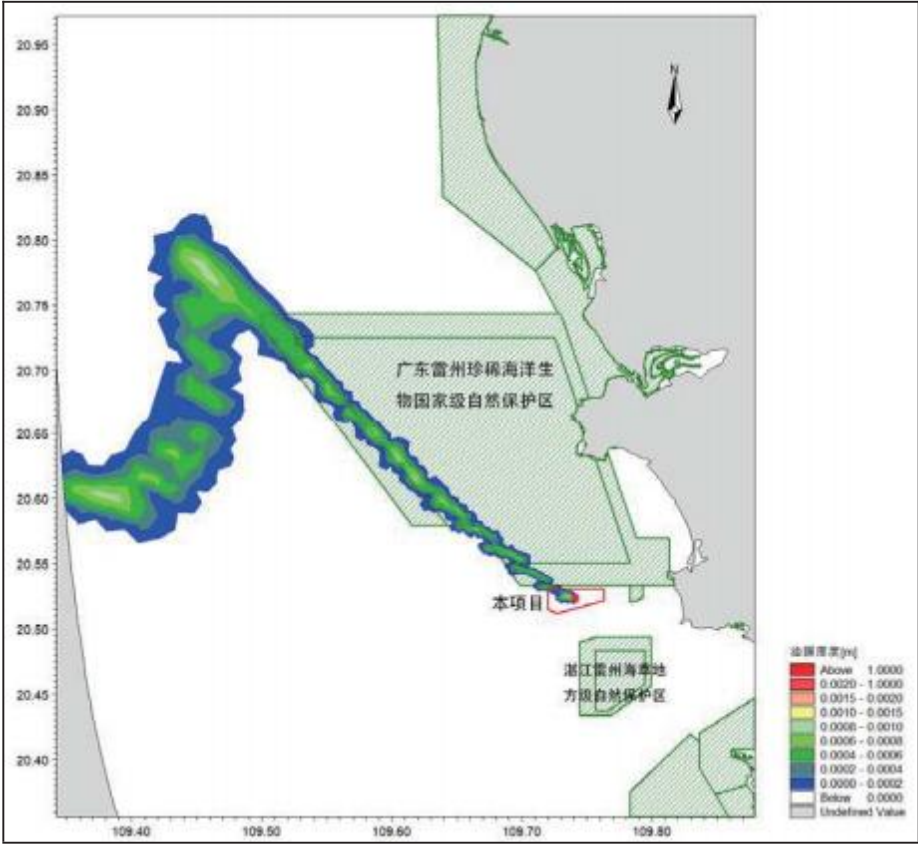 20.95
N
20.90
20.85
20.80
20.75
20.70
广东雷州珍稀海洋生
物国家级自然保护区
20.65
20.60
20.55
本项目
20.50
湛江雷州海草地
方级自然保护区
20.45
20.40
油膜厚度[m]
Above 1.0000
0.0020 - 1.0000
0.0015 - 0.0020
0.0010 - 0.0015
0.0008 - 0.0010
0.0006 - 0.0008
0.0004 - 0.0006
0.0002 - 0.0004
0.0000 - 0.0002
Below 0.0000
Undefined Value
109.40 109.50 109.60 109.70 109.80